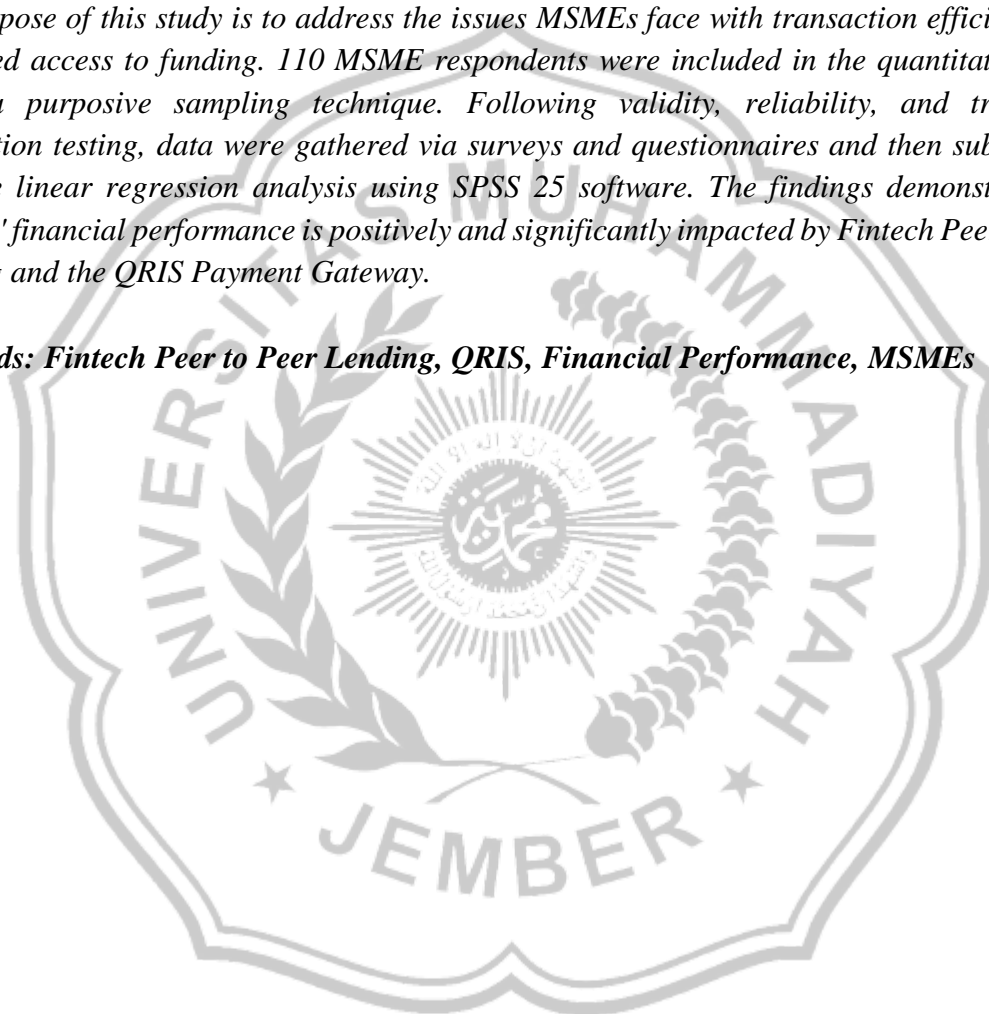 pose of this study is to address the issues MSMEs face with transaction effici
ed access to funding. 110 MSME respondents were included in the quantitat
a purposive sampling technique. Following validity, reliability, and tr
tion testing, data were gathered via surveys and questionnaires and then sub
e linear regression analysis using SPSS 25 software. The findings demonst
' financial performance is positively and significantly impacted by Fintech Pee
g and the QRIS Payment Gateway.
ds: Fintech Peer to Peer Lending, QRIS, Financial Performance, MSMEs
UNIVERSITAS MUHAMMADIYAH
JEMBER